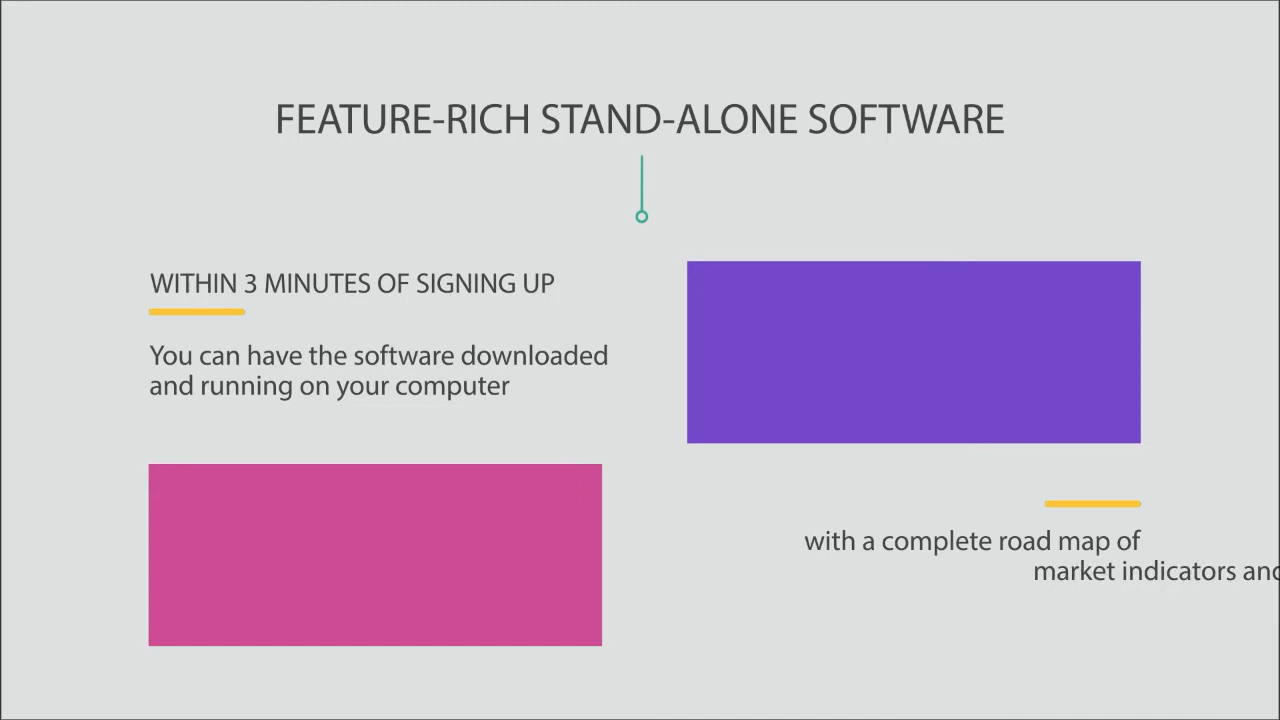 FEATURE-RICH STAND-ALONE SOFTWARE
WITHIN 3 MINUTES OF SIGNING UP
You can have the software downloaded
and running on your computer
with a complete road map of
market indicators and